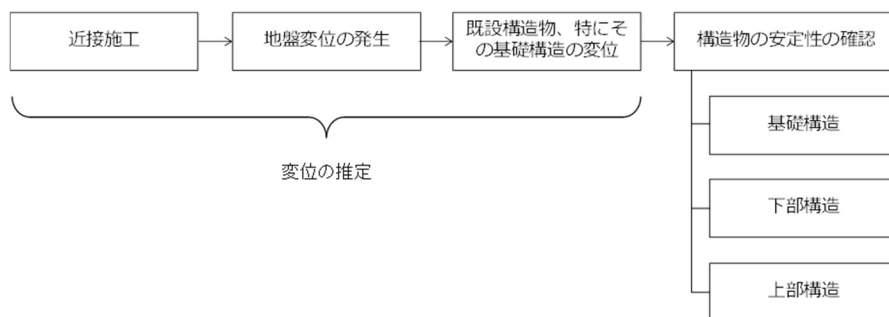 近接施工
地盤変位の発生
既設構造物、特にそ
の基礎構造の変位
構造物の安定性の確認
変位の推定
基礎構造
下部構造
上部構造